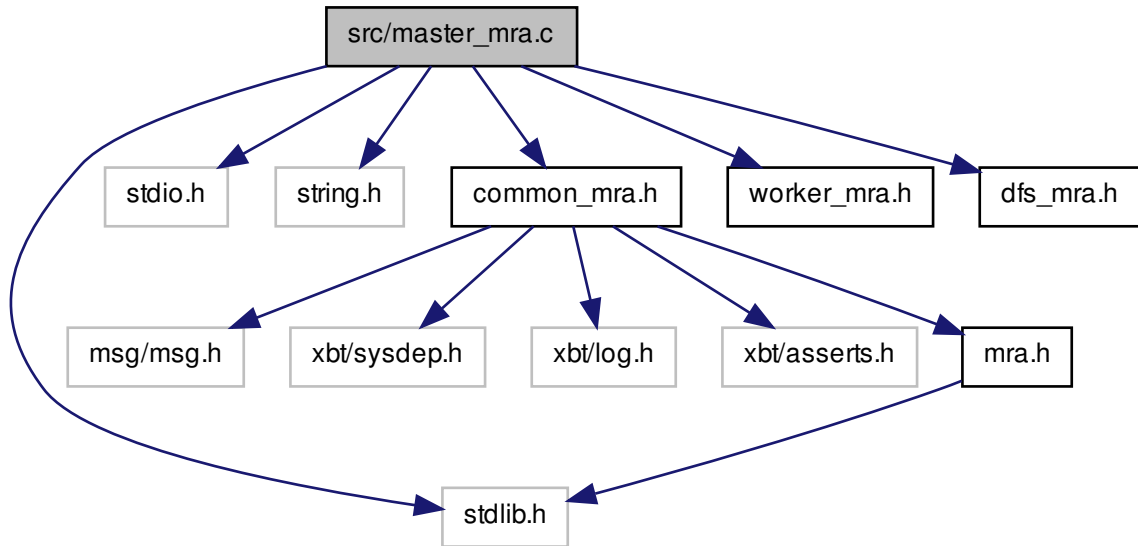 src/master_mra.c
stdio.h
string.h
common_mra.h
worker_mra.h
dfs_mra.h
msg/msg.h
xbt/sysdep.h
xbt/log.h
xbt/asserts.h
mra.h
stdlib.h